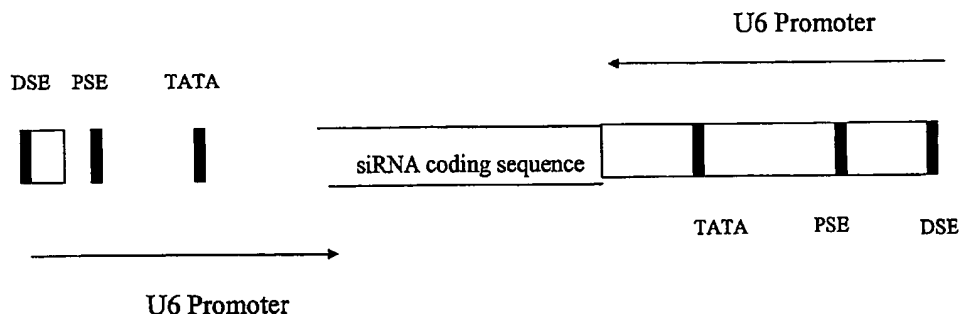 U6 Promoter
DSE PSE TATA
siRNA coding sequence
TATA PSE DSE
U6 Promoter